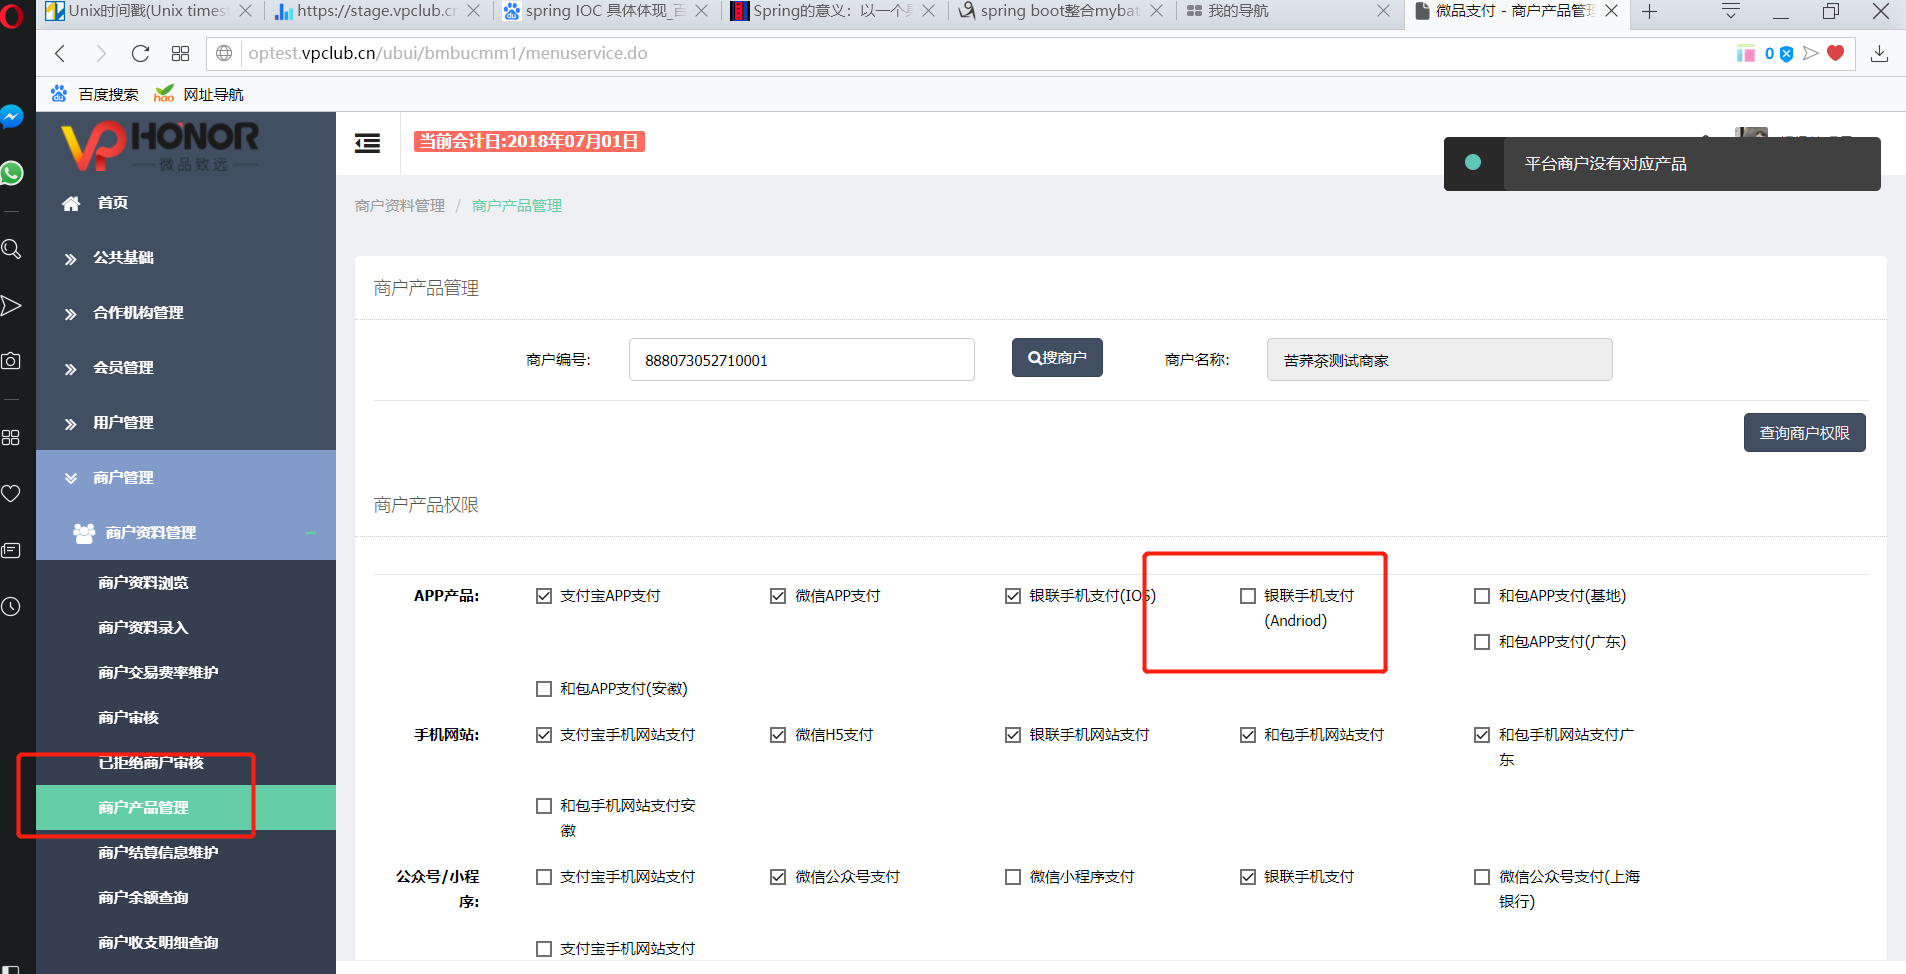 Unix时间戳(Unix timest
https://stage.vpclub.cn
spring IOC 具体体现_百
Spring的意义：以一个具
spring boot整合mybat
我的导航
微品支付 - 商户产品管理
optest.vpclub.cn/ubui/bmbucmm1/menuservice.do
0
百度搜索
hao
网址导航
VP HONOR
微品致远
当前会计日:2018年07月01日
平台商户没有对应产品
首页
公共基础
合作机构管理
会员管理
用户管理
商户管理
商户资料管理
商户资料浏览
商户资料录入
商户交易费率维护
商户审核
已拒绝商户审核
商户产品管理
商户结算信息维护
商户余额查询
商户收支明细查询
商户资料管理 / 商户产品管理
商户产品管理
商户编号: 888073052710001 搜商户 商户名称: 苦荞茶测试商家
查询商户权限
商户产品权限
APP产品: 支付宝APP支付 微信APP支付 银联手机支付(IOS) 银联手机支付 和包APP支付(基地)
(Andriod)
和包APP支付(广东)
和包APP支付(安徽)
手机网站: 支付宝手机网站支付 微信H5支付 银联手机网站支付 和包手机网站支付 和包手机网站支付广
东
和包手机网站支付安
徽
公众号/小程 支付宝手机网站支付 微信公众号支付 微信小程序支付 银联手机支付 微信公众号支付(上海
序: 银行)
支付宝手机网站支付